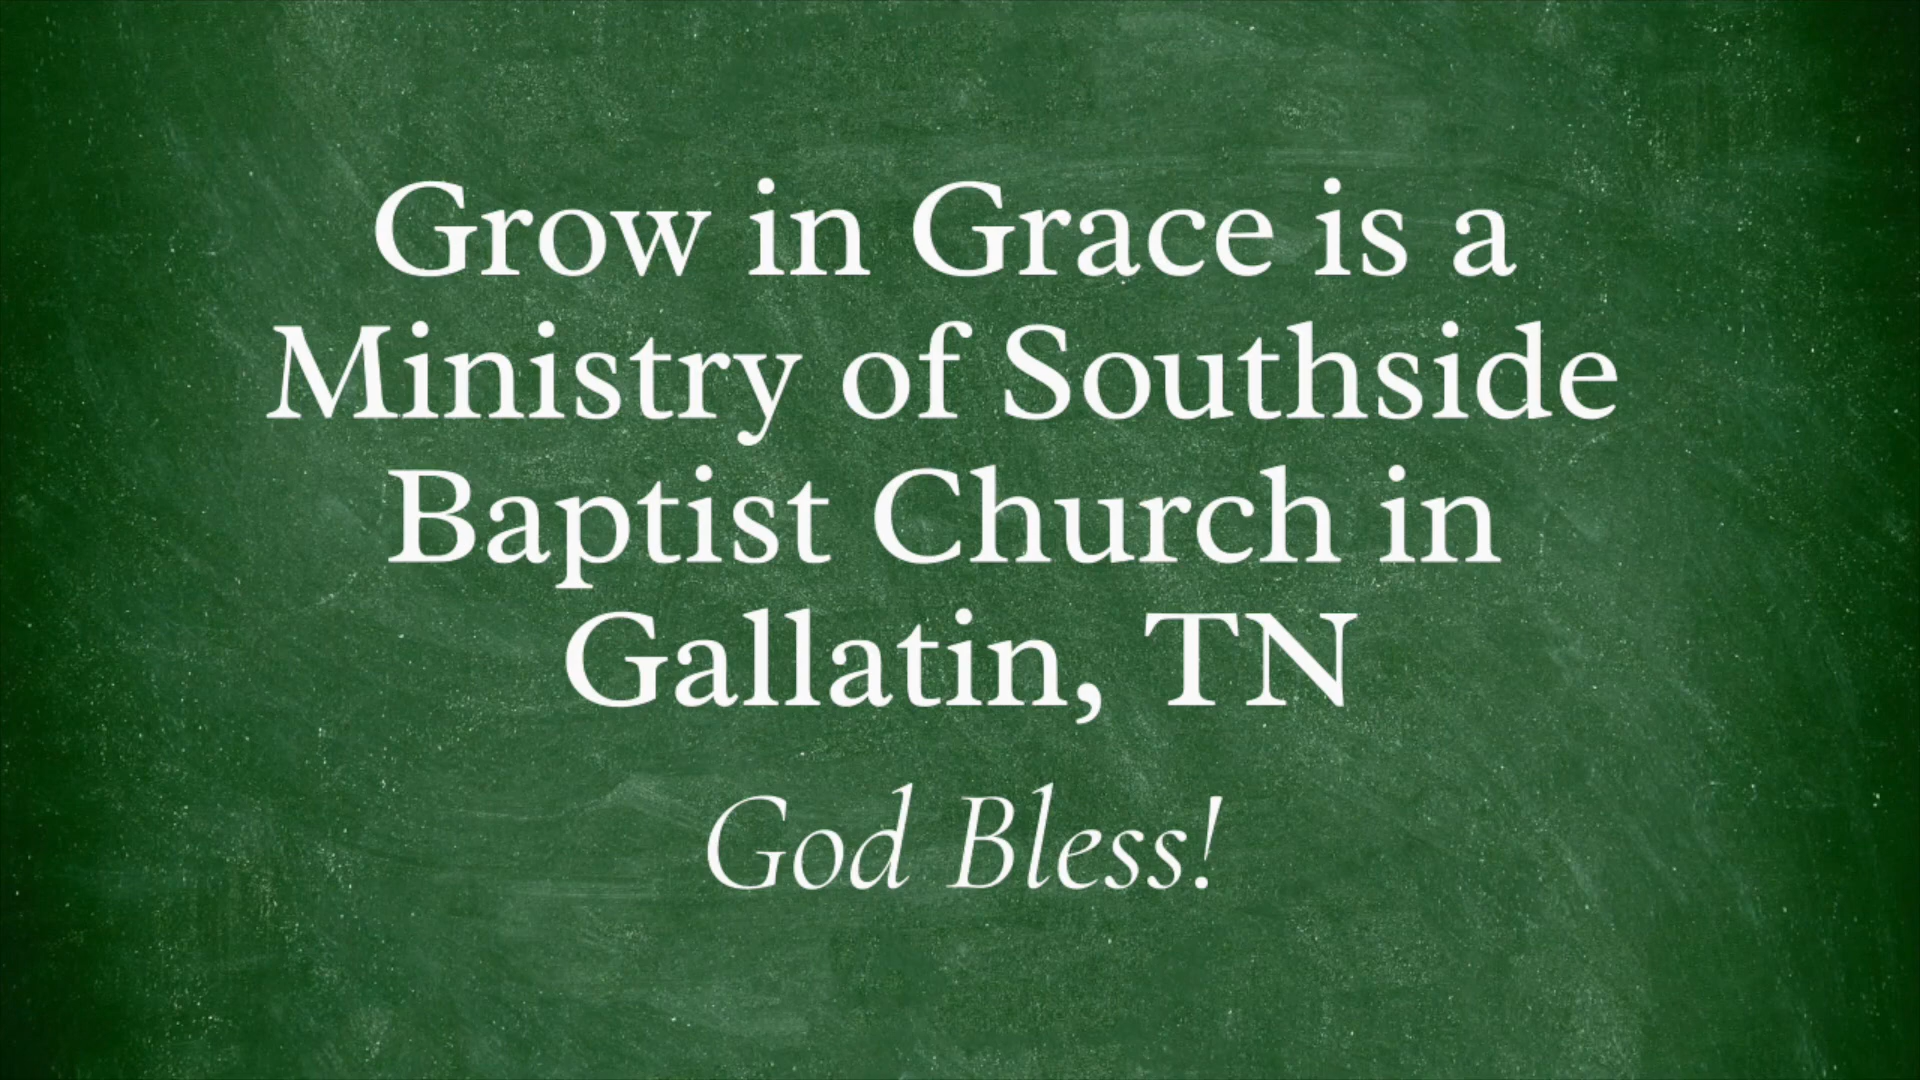 Grow in Grace is a
Ministry of Southside
Baptist Church in
Gallatin, TN
God Bless!